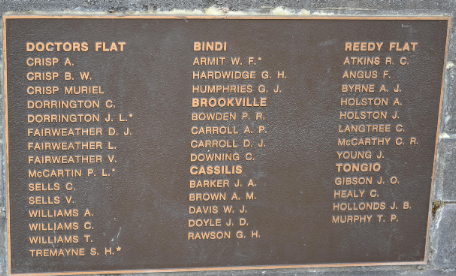 DOCTORS FLAT
CRISP A.
CRISP B. W.
CRISP MURIEL
DORRINGTON C.
DORRINGTON J. L.*
FAIRWEATHER D. J.
FAIRWEATHER L.
FAIRWEATHER V.
McCARTIN P. L.*
SELLS C.
SELLS V.
WILLIAMS A.
WILLIAMS C.
WILLIAMS T.
TREMAYNE S. H.*
BINDI
ARMIT W. F.*
HARDWIDGE G. H.
HUMPHRIES G. J.
BROOKVILLE
BOWDEN P. R.
CARROLL A. P.
CARROLL D. J.
DOWNING C.
CASSILIS
BARKER J. A.
BROWN A. M.
DAVIS W. J.
DOYLE J. D.
RAWSON G. H.
REEDY FLAT
ATKINS R. C.
ANGUS F.
BYRNE A. J.
HOLSTON A.
HOLSTON J.
LANGTREE C.
McCARTHY C. R.
YOUNG J.
TONGIO
GIBSON J. O.
HEALY C.
HOLLONDS J. B.
MURPHY T. P.